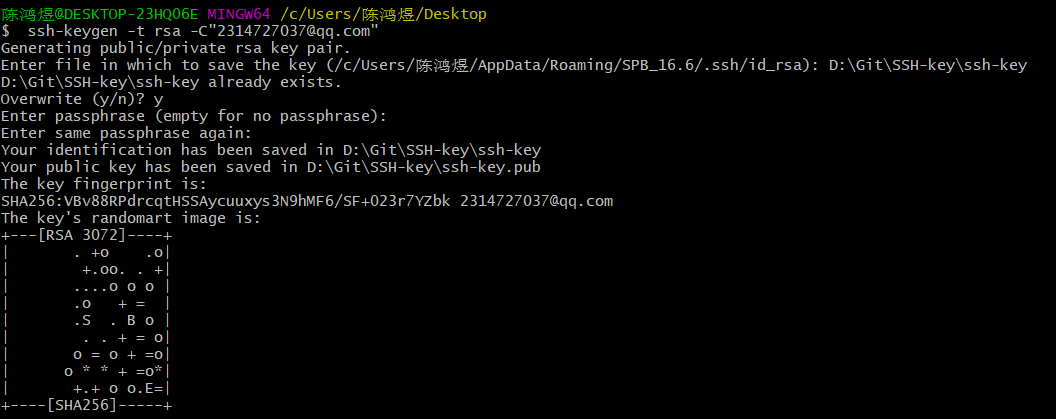 陈鸿煜@DESKTOP-23HQO6E MINGW64 /c/Users/陈鸿煜/Desktop
$  ssh-keygen -t rsa -C"2314727037@qq.com"
Generating public/private rsa key pair.
Enter file in which to save the key (/c/Users/陈鸿煜/AppData/Roaming/SPB_16.6/.ssh/id_rsa): D:\Git\SSH-key\ssh-key
D:\Git\SSH-key\ssh-key already exists.
Overwrite (y/n)? y
Enter passphrase (empty for no passphrase):
Enter same passphrase again:
Your identification has been saved in D:\Git\SSH-key\ssh-key
Your public key has been saved in D:\Git\SSH-key\ssh-key.pub
The key fingerprint is:
SHA256:VBv88RPdrcqtHSSAycuuxys3N9hMF6/SF+O23r7YZbk 2314727037@qq.com
The key's randomart image is:
+---[RSA 3072]----+
|       . +o    .o|
|        +.oo. . +|
|       ....o o o |
|       .o   + =  |
|       .S  . B o |
|        . . + = o|
|       o = o + =o|
|      o * * + =o*|
|       +.+ o o.E=|
+----[SHA256]-----+